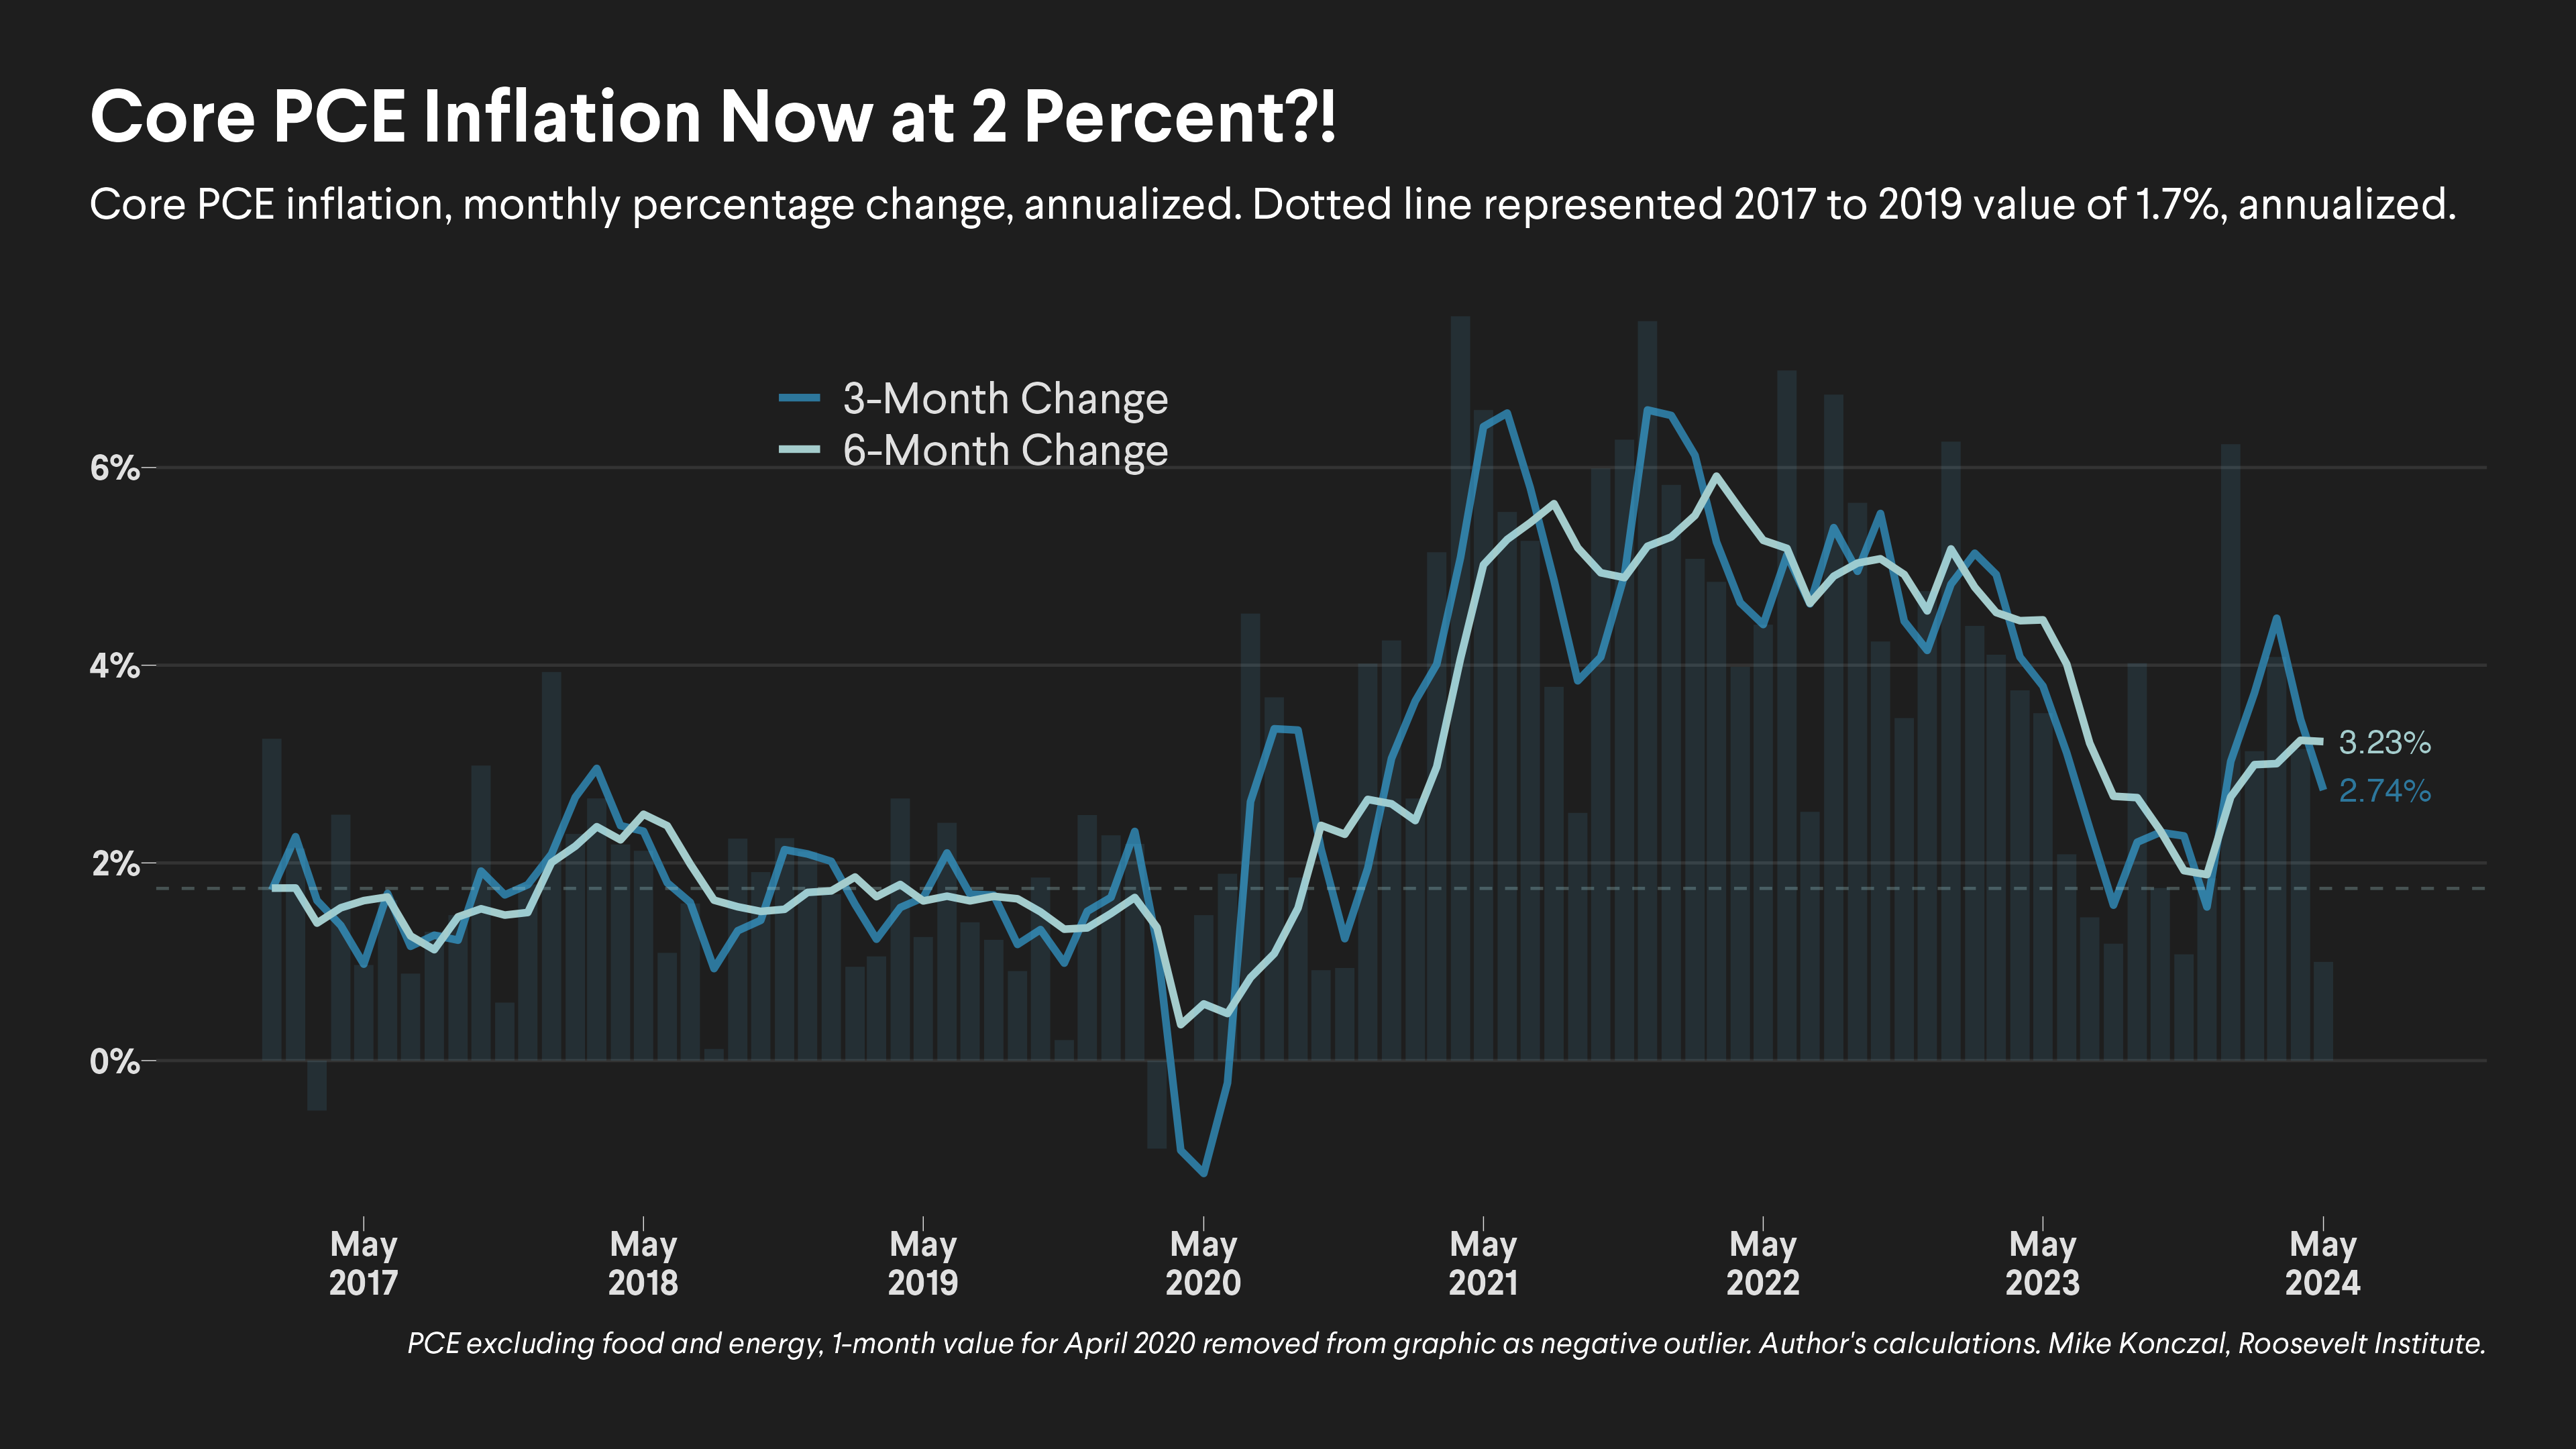 Core PCE Inflation Now at 2 Percent?!
Core PCE inflation, monthly percentage change, annualized. Dotted line represented 2017 to 2019 value of 1.7%, annualized.
3-Month Change
6-Month Change
6%
4%
2%
0%
3.23%
2.74%
May 2017
May 2018
May 2019
May 2020
May 2021
May 2022
May 2023
May 2024
PCE excluding food and energy, 1-month value for April 2020 removed from graphic as negative outlier. Author's calculations. Mike Konczal, Roosevelt Institute.